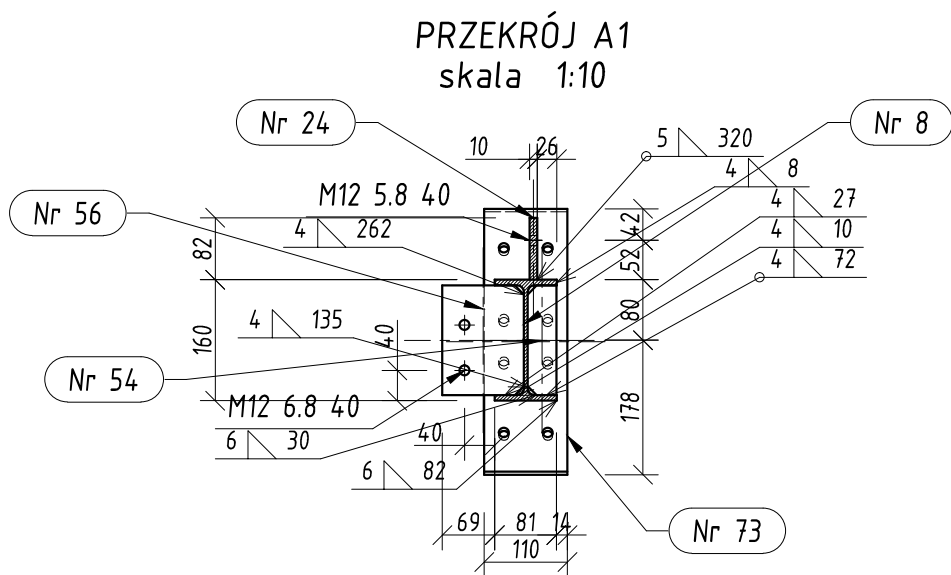 PRZEKRÓJ A1
skala 1:10
Nr 24
10
26
5 320
Nr 8
4 8
M12 5.8 40
4 27
Nr 56
4 262
42
4 10
82
52
4 72
80
4 135
40
160
Nr 54
M12 6.8 40
178
6 30
40
6 82
69
81
14
Nr 73
110